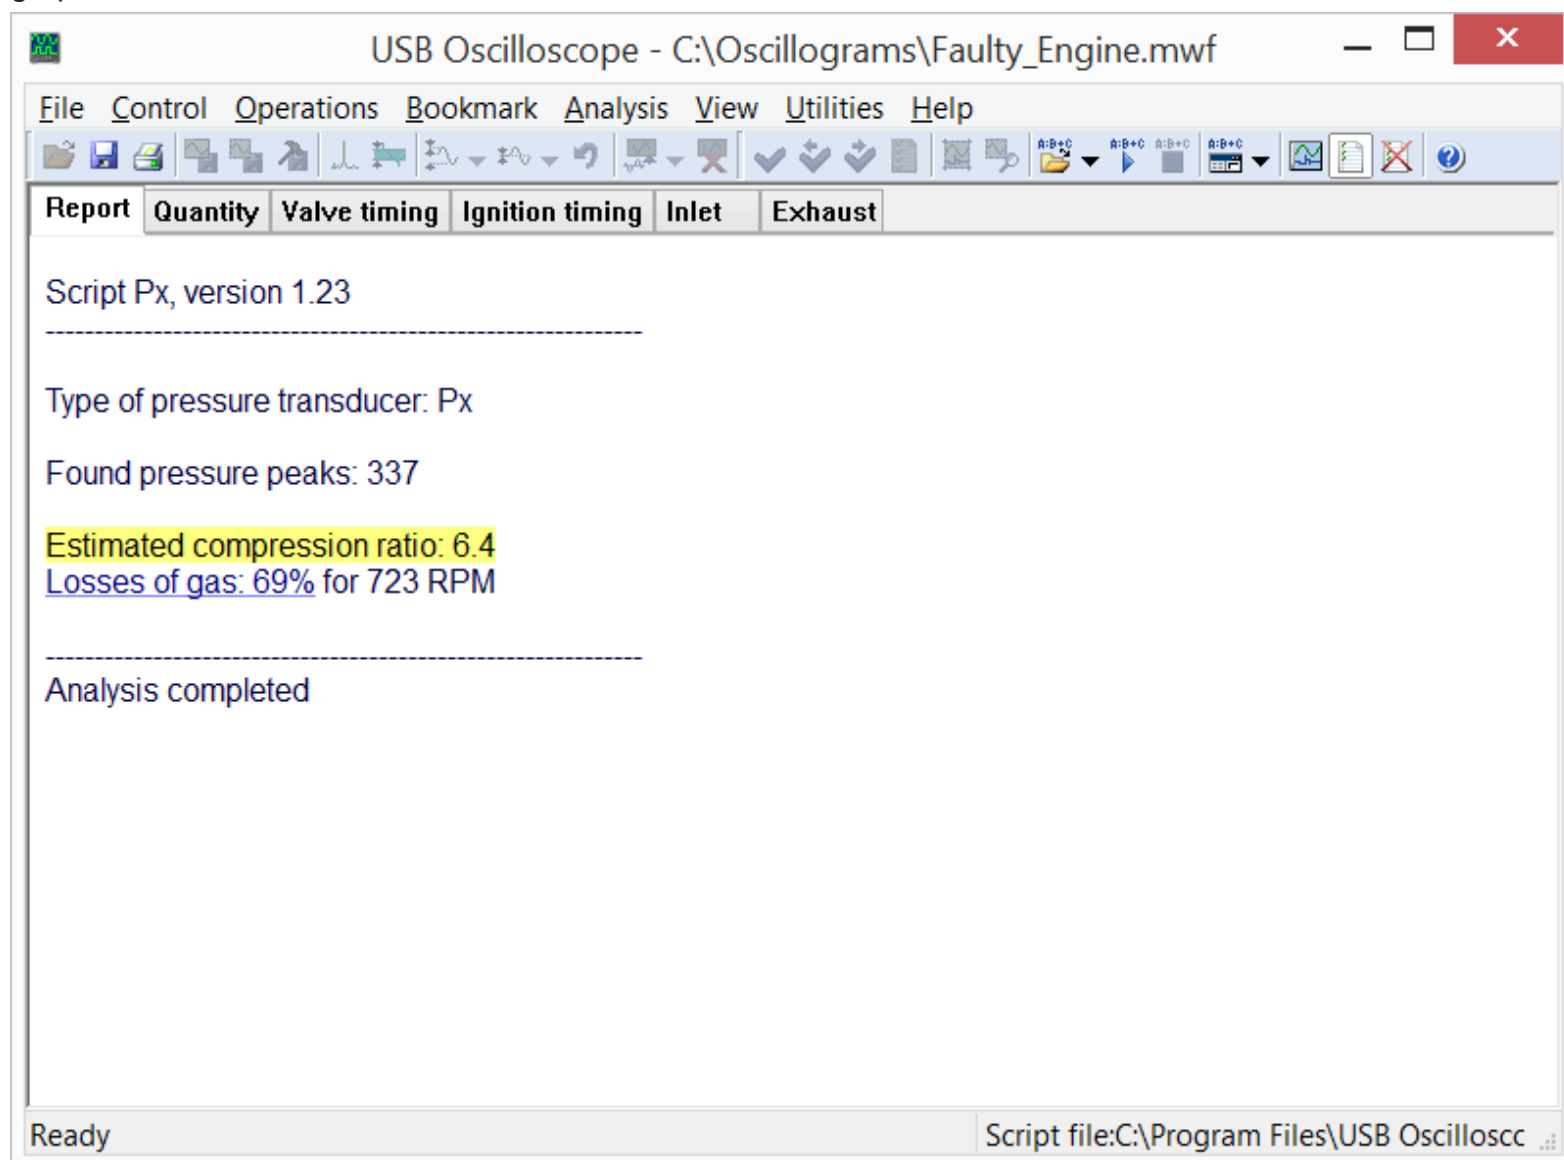 USB Oscilloscope - C:\Oscillograms\Faulty_Engine.mwf
File Control Operations Bookmark Analysis View Utilities Help
A:B+C A:B+C A:B+C A:B+C
Report Quantity Valve timing Ignition timing Inlet Exhaust
Script Px, version 1.23
-------------------------------------------------------------
Type of pressure transducer: Px
Found pressure peaks: 337
Estimated compression ratio: 6.4
Losses of gas: 69% for 723 RPM
-------------------------------------------------------------
Analysis completed
Ready Script file:C:\Program Files\USB Oscillosc